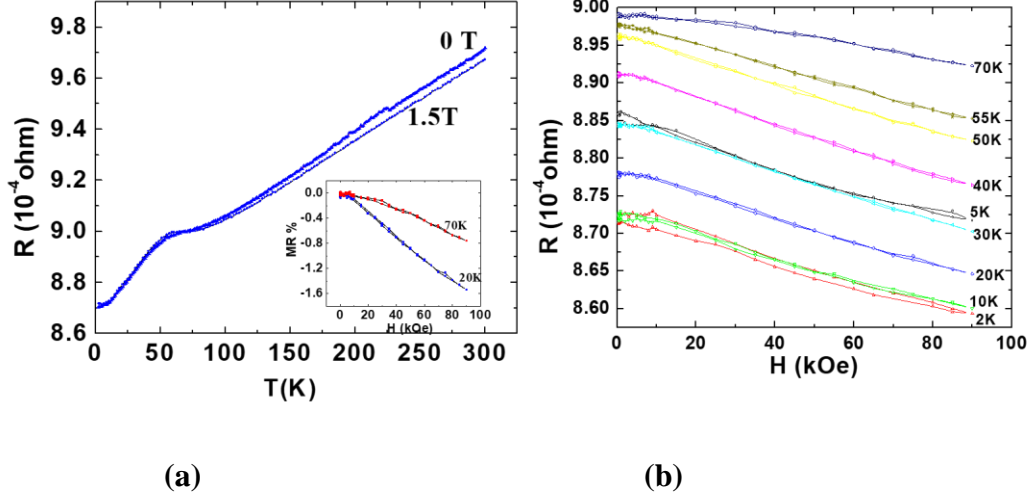 9.8
9.6
9.4
9.2
9.0
8.8
8.6
R (10⁻⁴ohm)
0 T
1.5T
0.0
-0.4
-0.8
-1.2
-1.6
MR %
70K
20K
0 20 40 60 80 100
H (kOe)
0 50 100 150 200 250 300
T(K)
(a)
9.00
8.95
8.90
8.85
8.80
8.75
8.70
8.65
8.60
R (10⁻⁴ohm)
70K
55K
50K
40K
5K
30K
20K
10K
2K
0 20 40 60 80 100
H (kOe)
(b)